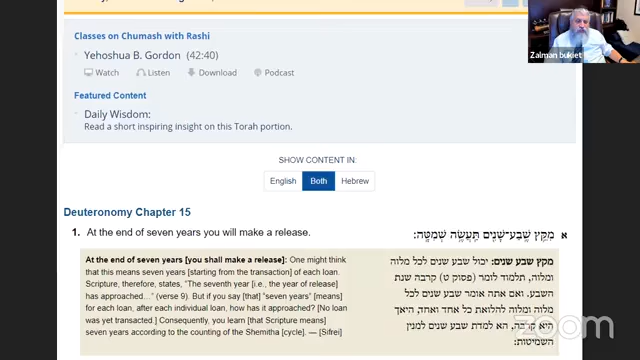 Classes on Chumash with Rashi
Yehoshua B. Gordon (42:40)
Watch Listen Download Podcast
Featured Content
Daily Wisdom:
Read a short inspiring insight on this Torah portion.
Zalman bukiet
SHOW CONTENT IN:
English Both Hebrew
Deuteronomy Chapter 15
1. At the end of seven years you will make a release.
א מִקֵּ֥ץ שֶֽׁבַע־שָׁנִ֖ים תַּֽעֲשֶׂ֥ה שְׁמִטָּֽה:
At the end of seven years [you shall make a release]: One might think
that this means seven years [starting from the transaction] of each loan.
Scripture, therefore, states, “The seventh year [i.e., the year of release]
has approached…” (verse 9). But if you say [that] “seven years” [means]
for each loan, after each individual loan, how has it approached? [No loan
was yet transacted.] Consequently, you learn [that Scripture means]
seven years according to the counting of the Shemitha [cycle]. — [Sifrei]
מקץ שבע שנים: יכול שבע שנים לכל מלוה
ומלוה, תלמוד לומר (פסוק ט) קרבה שנת
השבע. ואם אתה אומר שבע שנים לכל
מלוה ומלוה להלואת כל אחד ואחד, היאך
היא קרבה, הא למדת שבע שנים למנין
השמיטות:
zoom